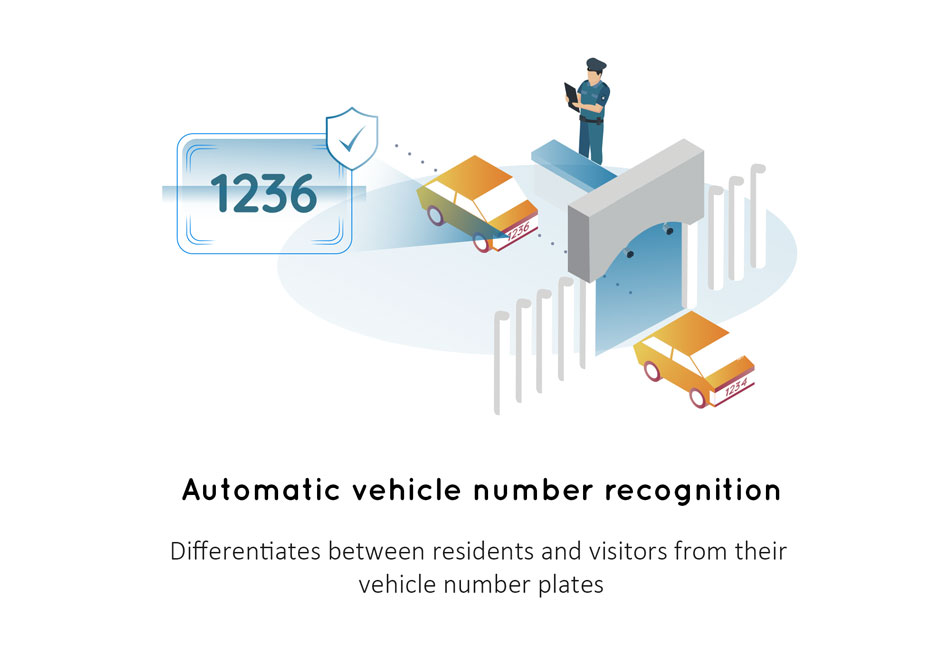 1236
1236
1234
Automatic vehicle number recognition
Differentiates between residents and visitors from their
vehicle number plates